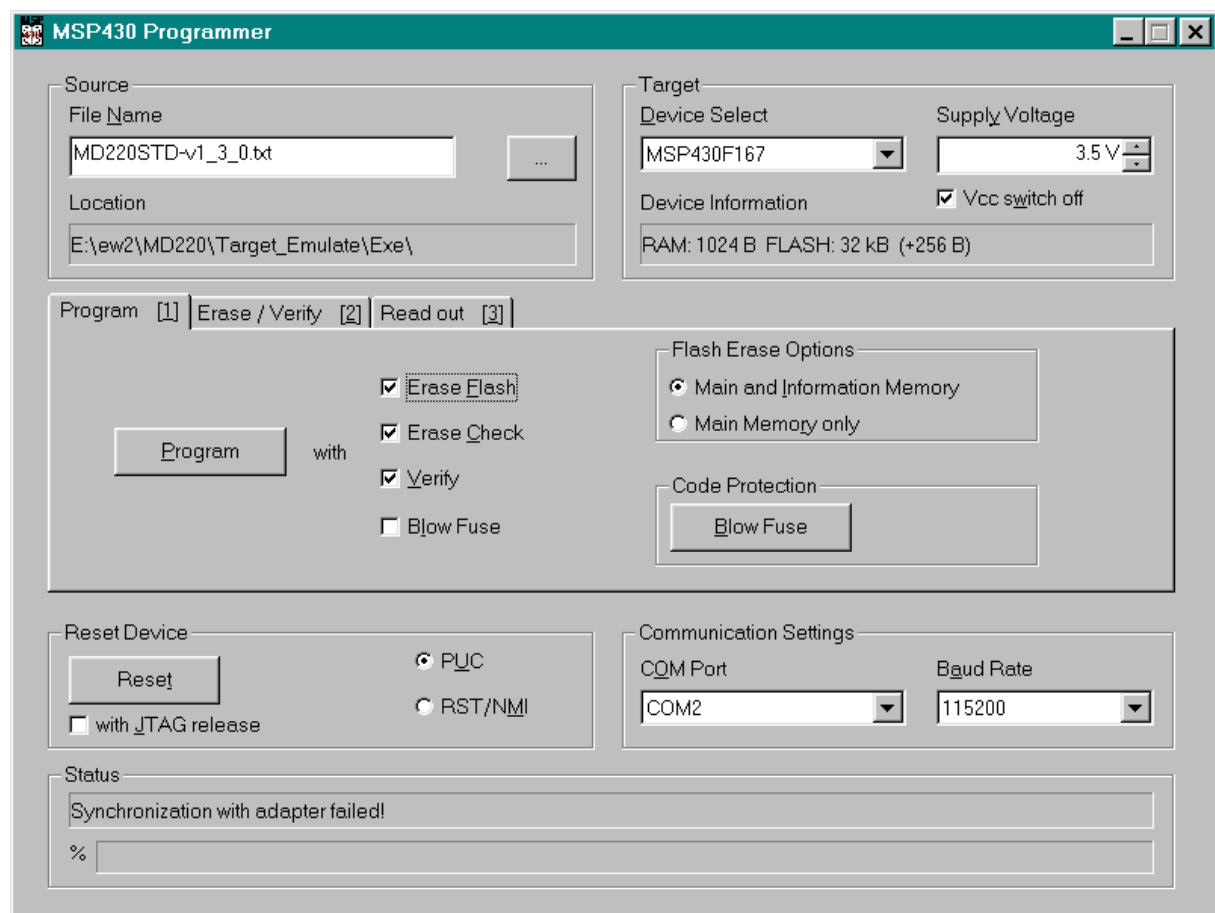 MSP430 Programmer
Source
File Name
MD220STD-v1_3_0.txt
...
Location
E:\ew2\MD220\Target_Emulate\Exe\
Target
Device Select
Supply Voltage
MSP430F167
3.5 V
Vcc switch off
Device Information
RAM: 1024 B FLASH: 32 kB (+256 B)
Program [1]
Erase / Verify [2]
Read out [3]
Program
with
Erase Flash
Erase Check
Verify
Blow Fuse
Flash Erase Options
Main and Information Memory
Main Memory only
Code Protection
Blow Fuse
Reset Device
Reset
with JTAG release
PUC
RST/NMI
Communication Settings
COM Port
Baud Rate
COM2
115200
Status
Synchronization with adapter failed!
%